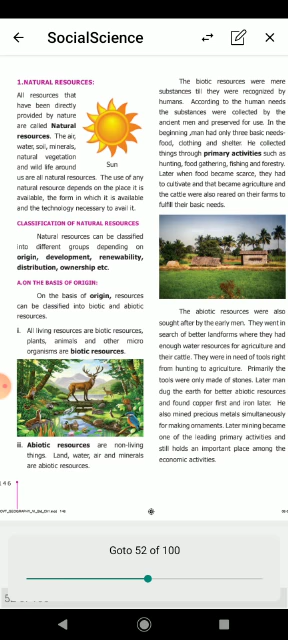 SocialScience
1.NATURAL RESOURCES:
All resources that
have been directly
provided by nature
are called Natural
resources. The air,
water, soil, minerals,
natural vegetation
and wild life around
us are all natural resources. The use of any
natural resource depends on the place it is
available, the form in which it is available
and the technology necessary to avail it.
Sun
CLASSIFICATION OF NATURAL RESOURCES
Natural resources can be classified
into different groups depending on
origin, development, renewability,
distribution, ownership etc.
A.ON THE BASIS OF ORIGIN:
On the basis of origin, resources
can be classified into biotic and abiotic
resources.
i. All living resources are biotic resources,
plants, animals and other micro
organisms are biotic resources.
ii. Abiotic resources are non-living
things. Land, water, air and minerals
are abiotic resources.
The biotic resources were mere
substances till they were recognized by
humans. According to the human needs
the substances were collected by the
ancient men and preserved for use. In the
beginning ,man had only three basic needs-
food, clothing and shelter. He collected
things through primary activities such as
hunting, food gathering, fishing and forestry.
Later when food became scarce, they had
to cultivate and that became agriculture and
the cattle were also reared on their farms to
fulfill their basic needs.
The abiotic resources were also
sought after by the early men. They went in
search of better landforms where they had
enough water resources for agriculture and
their cattle. They were in need of tools right
from hunting to agriculture. Primarily the
tools were only made of stones. Later man
dug the earth for better abiotic resources
and found copper first and iron later. He
also mined precious metals simultaneously
for making ornaments. Later mining became
one of the leading primary activities and
still holds an important place among the
economic activities.
146
Goto 52 of 100